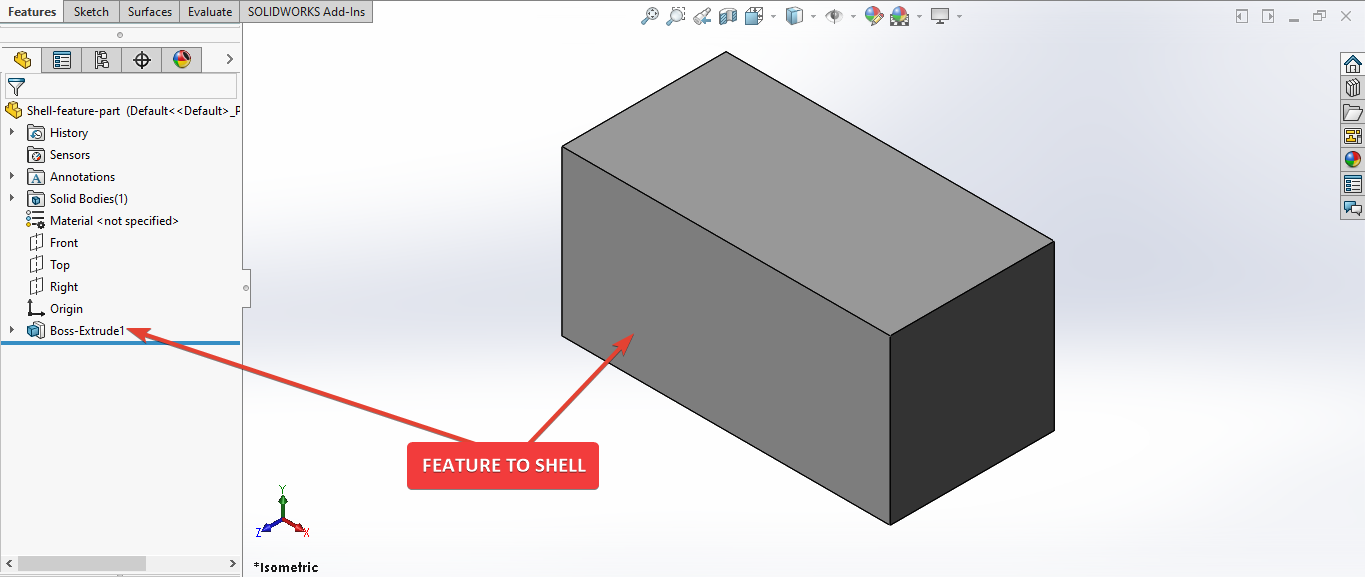 Features Sketch Surfaces Evaluate SOLIDWORKS Add-Ins
Shell-feature-part (Default<<Default>_P
History
Sensors
A Annotations
Solid Bodies(1)
Material <not specified>
Front
Top
Right
Origin
Boss-Extrude1
FEATURE TO SHELL
Y
Z X
*Isometric